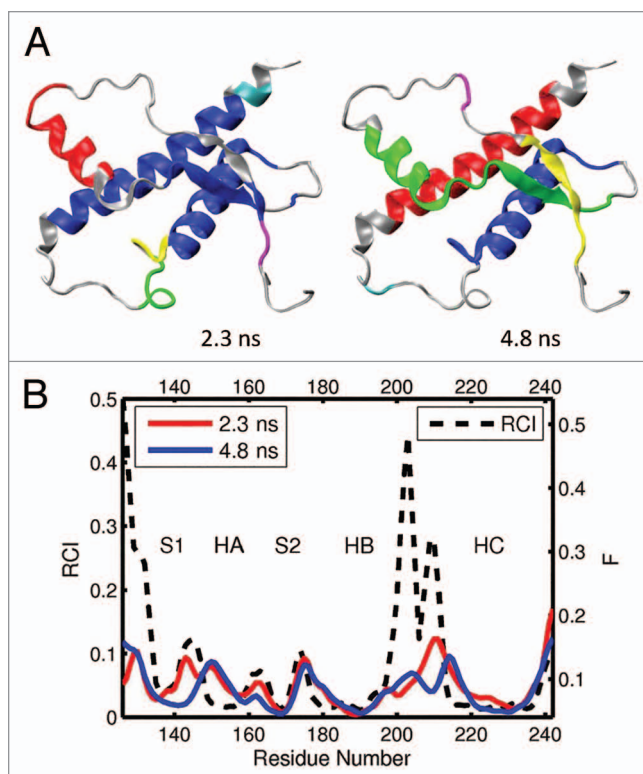 A
2.3 ns
4.8 ns
B
140 160 180 200 220 240
0.5
0.4
0.3
0.2
0.1
0
RCI
2.3 ns
4.8 ns
RCI
S1 HA S2 HB HC
0.5
0.4
0.3
0.2
0.1
F
140 160 180 200 220 240
Residue Number